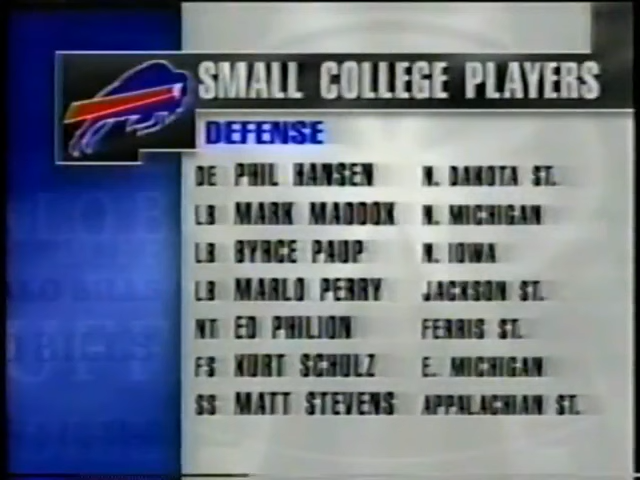 SMALL COLLEGE PLAYERS
DEFENSE
DE PHIL HANSEN N. DAKOTA ST.
LB MARK MADDOX N. MICHIGAN
LB BYRCE PAUP N. IOWA
LB MARLO PERRY JACKSON ST.
NT ED PHILION FERRIS ST.
FS KURT SCHULZ E. MICHIGAN
SS MATT STEVENS APPALACHIAN ST.